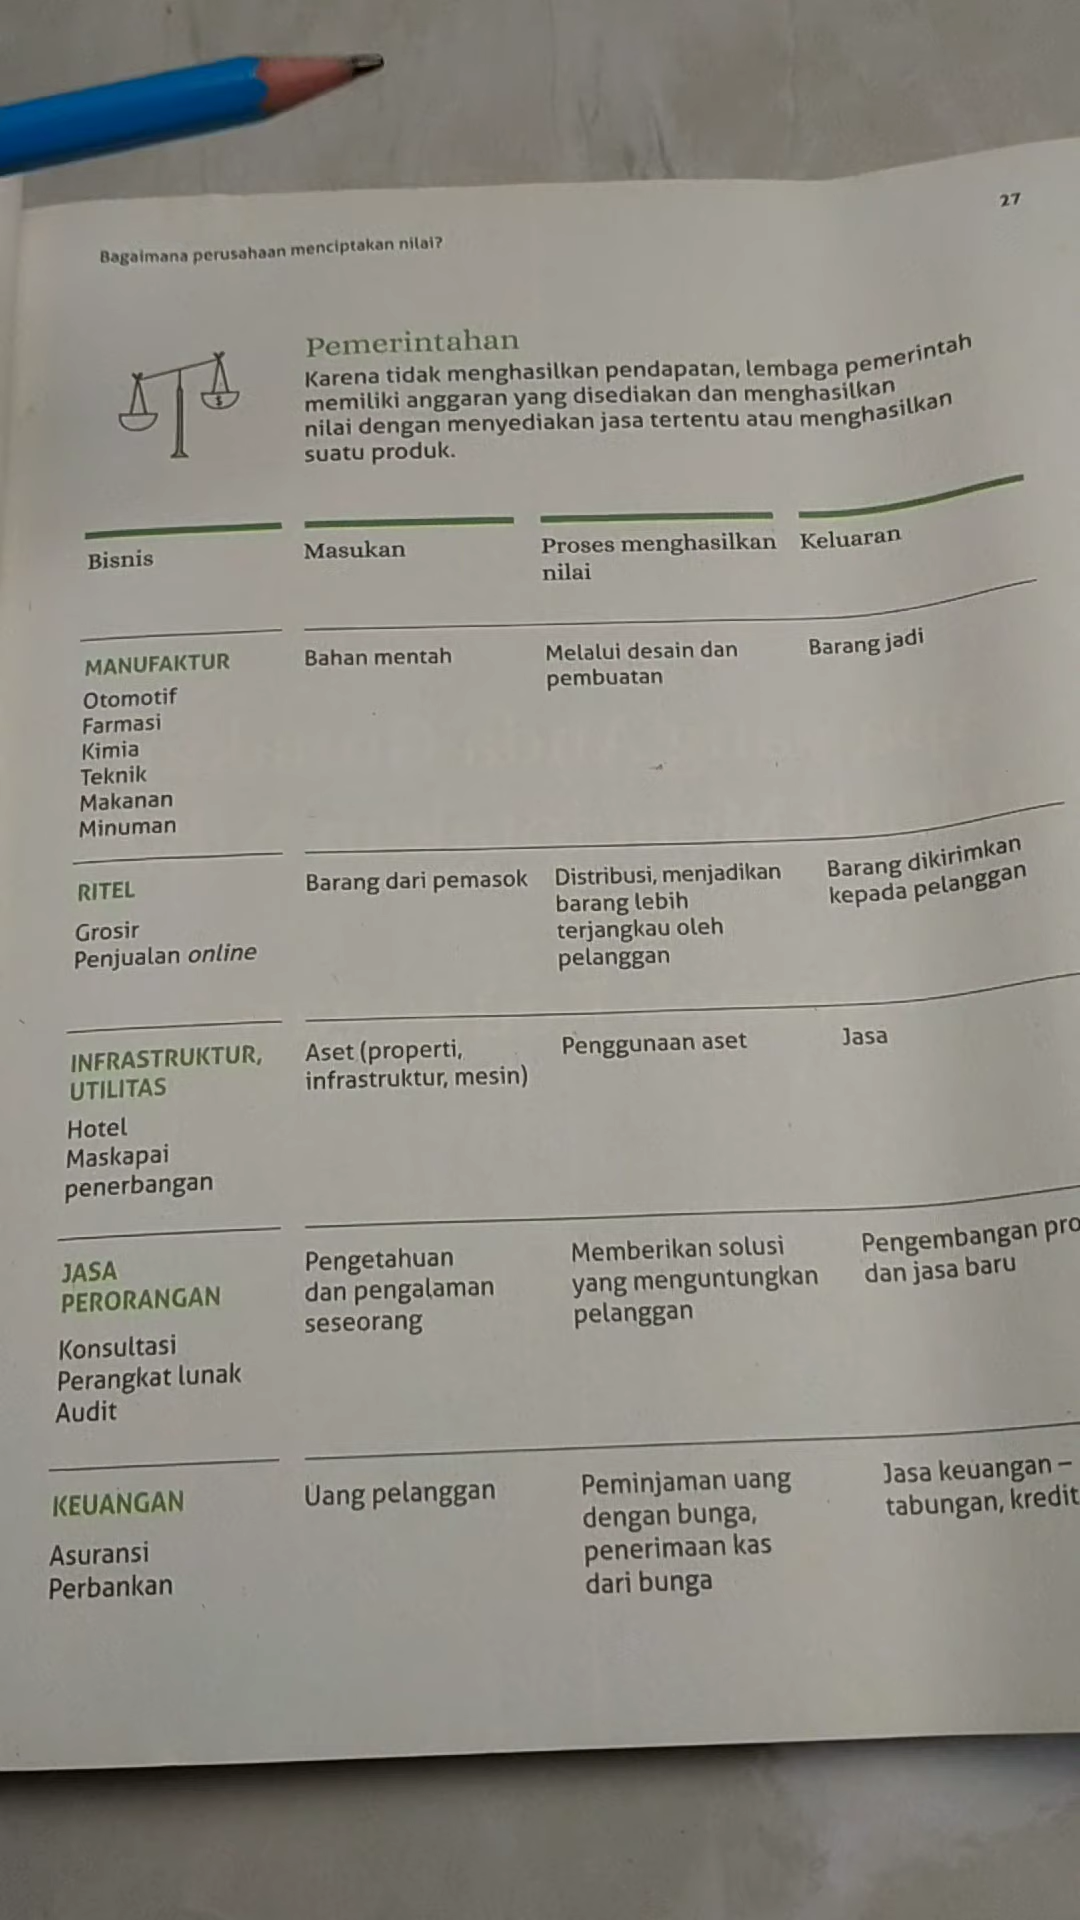 27
Bagaimana perusahaan menciptakan nilai?
Pemerintahan
Karena tidak menghasilkan pendapatan, lembaga pemerintah
memiliki anggaran yang disediakan dan menghasilkan
nilai dengan menyediakan jasa tertentu atau menghasilkan
suatu produk.
$
Bisnis
Masukan
Proses menghasilkan
nilai
Keluaran
MANUFAKTUR
Otomotif
Farmasi
Kimia
Teknik
Makanan
Minuman
Bahan mentah
Melalui desain dan
pembuatan
Barang jadi
RITEL
Grosir
Penjualan online
Barang dari pemasok
Distribusi, menjadikan
barang lebih
terjangkau oleh
pelanggan
Barang dikirimkan
kepada pelanggan
INFRASTRUKTUR,
UTILITAS
Hotel
Maskapai
penerbangan
Aset (properti,
infrastruktur, mesin)
Penggunaan aset
Jasa
JASA
PERORANGAN
Konsultasi
Perangkat lunak
Audit
Pengetahuan
dan pengalaman
seseorang
Memberikan solusi
yang menguntungkan
pelanggan
Pengembangan
dan jasa baru
KEUANGAN
Asuransi
Perbankan
Uang pelanggan
Peminjaman uang
dengan bunga,
penerimaan kas
dari bunga
Jasa keuangan –
tabungan, kredit